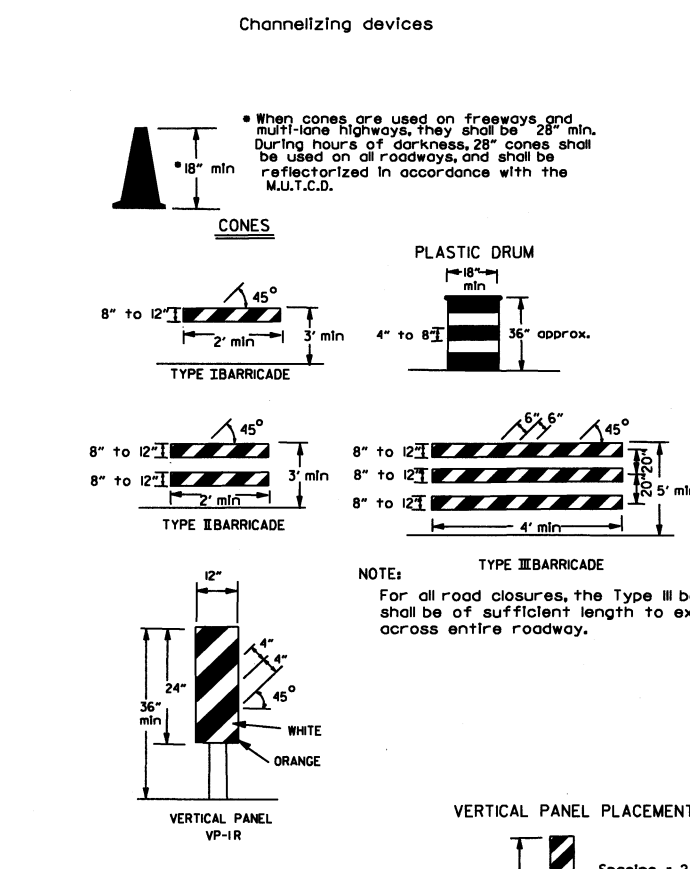 Channelizing devices
* When cones are used on freeways and
multi-lane highways, they shall be 28" min.
During hours of darkness, 28" cones shall
be used on all roadways, and shall be
reflectorized in accordance with the
M.U.T.C.D.
*18" min
CONES
PLASTIC DRUM
18"
min
4" to 8"
36" approx.
45°
8" to 12"
2' min
3' min
TYPE I BARRICADE
45°
8" to 12"
8" to 12"
2' min
3' min
TYPE II BARRICADE
6" 6"
45°
8" to 12"
8" to 12"
8" to 12"
20"
20"
5' min
4' min
TYPE III BARRICADE
NOTE:
For all road closures, the Type III b
shall be of sufficient length to ex
across entire roadway.
12"
4"
4"
45°
24"
36"
min
WHITE
ORANGE
VERTICAL PANEL
VP-1R
VERTICAL PANEL PLACEMENT